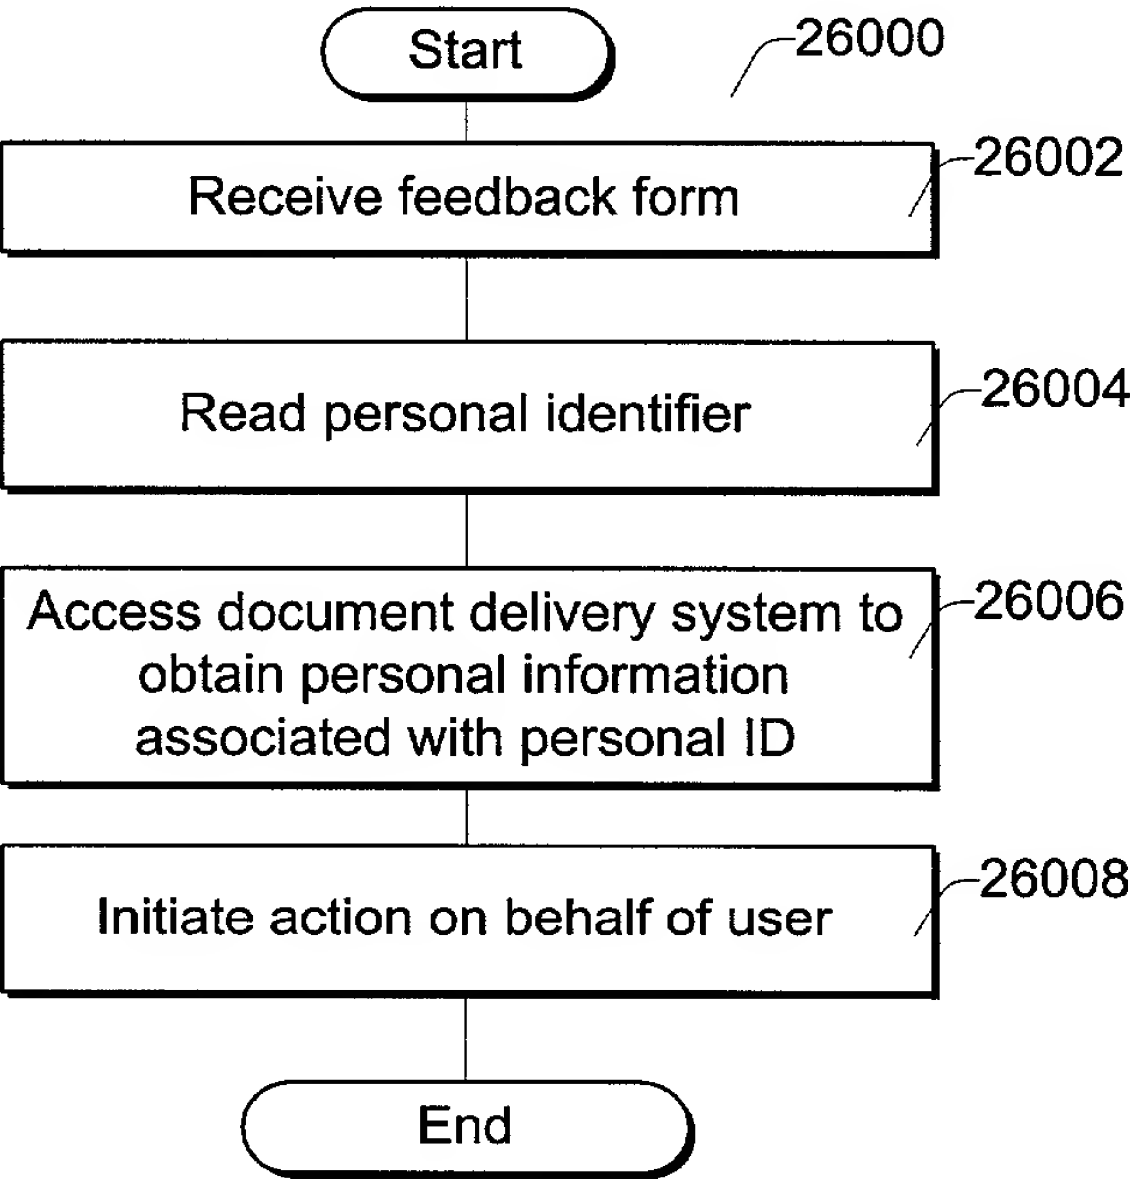 Start
26000
Receive feedback form
26002
Read personal identifier
26004
Access document delivery system to
obtain personal information
associated with personal ID
26006
Initiate action on behalf of user
26008
End